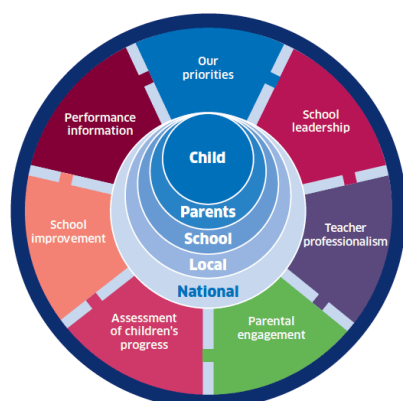 Our
priorities
School
leadership
Teacher
professionalism
Parental
engagement
Assessment
of children's
progress
School
improvement
Performance
information
Child
Parents
School
Local
National